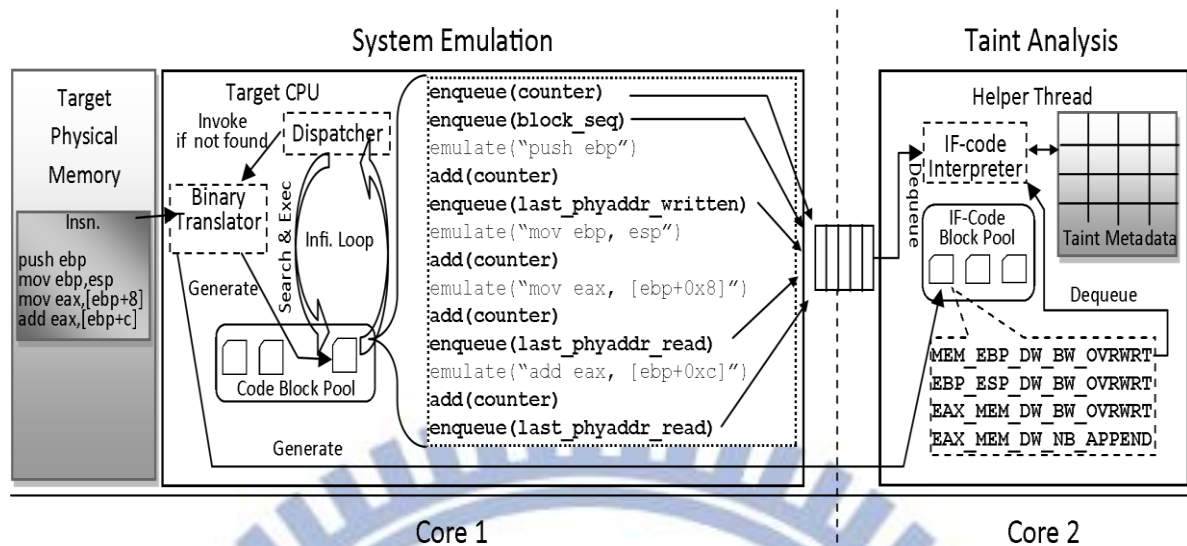 System Emulation
Taint Analysis
Target
Physical
Memory
Insn.
push ebp
mov ebp,esp
mov eax,[ebp+8]
add eax,[ebp+c]
Target CPU
Invoke
if not found
Dispatcher
Binary
Translator
Search & Exec
Infi. Loop
Generate
Code Block Pool
Generate
enqueue(counter)
enqueue(block_seq)
emulate(“push ebp”)
add(counter)
enqueue(last_phyaddr_written)
emulate(“mov ebp, esp”)
add(counter)
emulate(“mov eax, [ebp+0x8]”)
add(counter)
enqueue(last_phyaddr_read)
emulate(“add eax, [ebp+0xc]”)
add(counter)
enqueue(last_phyaddr_read)
Dequeue
Helper Thread
IF-code
Interpreter
Taint Metadata
IF-Code
Block Pool
Dequeue
MEM_EBP_DW_BW_OVRWRT
EBP_ESP_DW_BW_OVRWRT
EAX_MEM_DW_BW_OVRWRT
EAX_MEM_DW_NB_APPEND
Core 1
Core 2